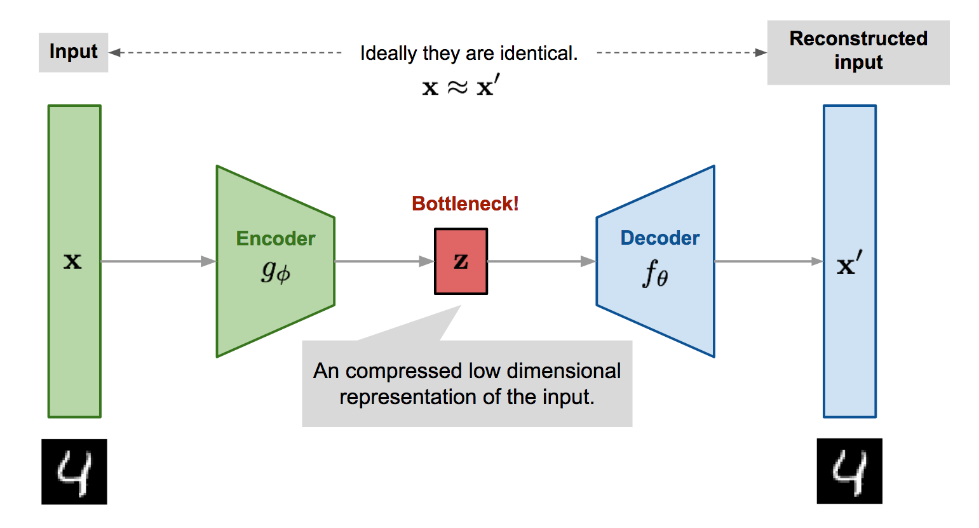 Input
Ideally they are identical.
x ≈ x′
Reconstructed
input
Bottleneck!
x
Encoder
gϕ
z
Decoder
fθ
x′
An compressed low dimensional
representation of the input.
4
4